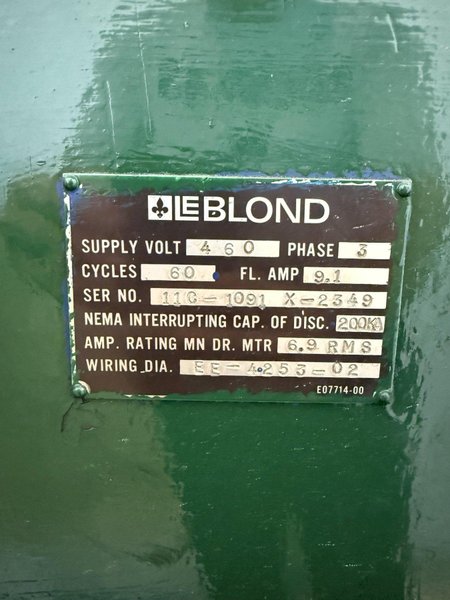 LEBLOND
SUPPLY VOLT 460 PHASE 3
CYCLES 60 FL. AMP 9.1
SER NO. 11C-1091 X-2349
NEMA INTERRUPTING CAP. OF DISC. 200KA
AMP. RATING MN DR. MTR 6.9 RMS
WIRING DIA. EE-4253-02
E07714-00